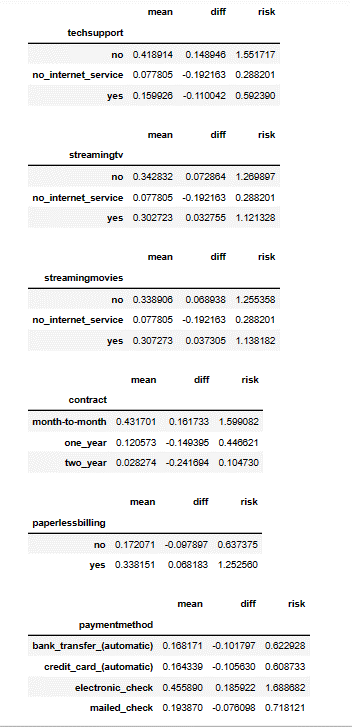 mean diff risk
techsupport
no 0.418914 0.148946 1.551717
no_internet_service 0.077805 -0.192163 0.288201
yes 0.159926 -0.110042 0.592390
mean diff risk
streamingtv
no 0.342832 0.072864 1.269897
no_internet_service 0.077805 -0.192163 0.288201
yes 0.302723 0.032755 1.121328
mean diff risk
streamingmovies
no 0.338906 0.068938 1.255358
no_internet_service 0.077805 -0.192163 0.288201
yes 0.307273 0.037305 1.138182
mean diff risk
contract
month-to-month 0.431701 0.161733 1.599082
one_year 0.120573 -0.149395 0.446621
two_year 0.028274 -0.241694 0.104730
mean diff risk
paperlessbilling
no 0.172071 -0.097897 0.637375
yes 0.338151 0.068183 1.252560
mean diff risk
paymentmethod
bank_transfer_(automatic) 0.168171 -0.101797 0.622928
credit_card_(automatic) 0.164339 -0.105630 0.608733
electronic_check 0.455890 0.185922 1.688682
mailed_check 0.193870 -0.076098 0.718121